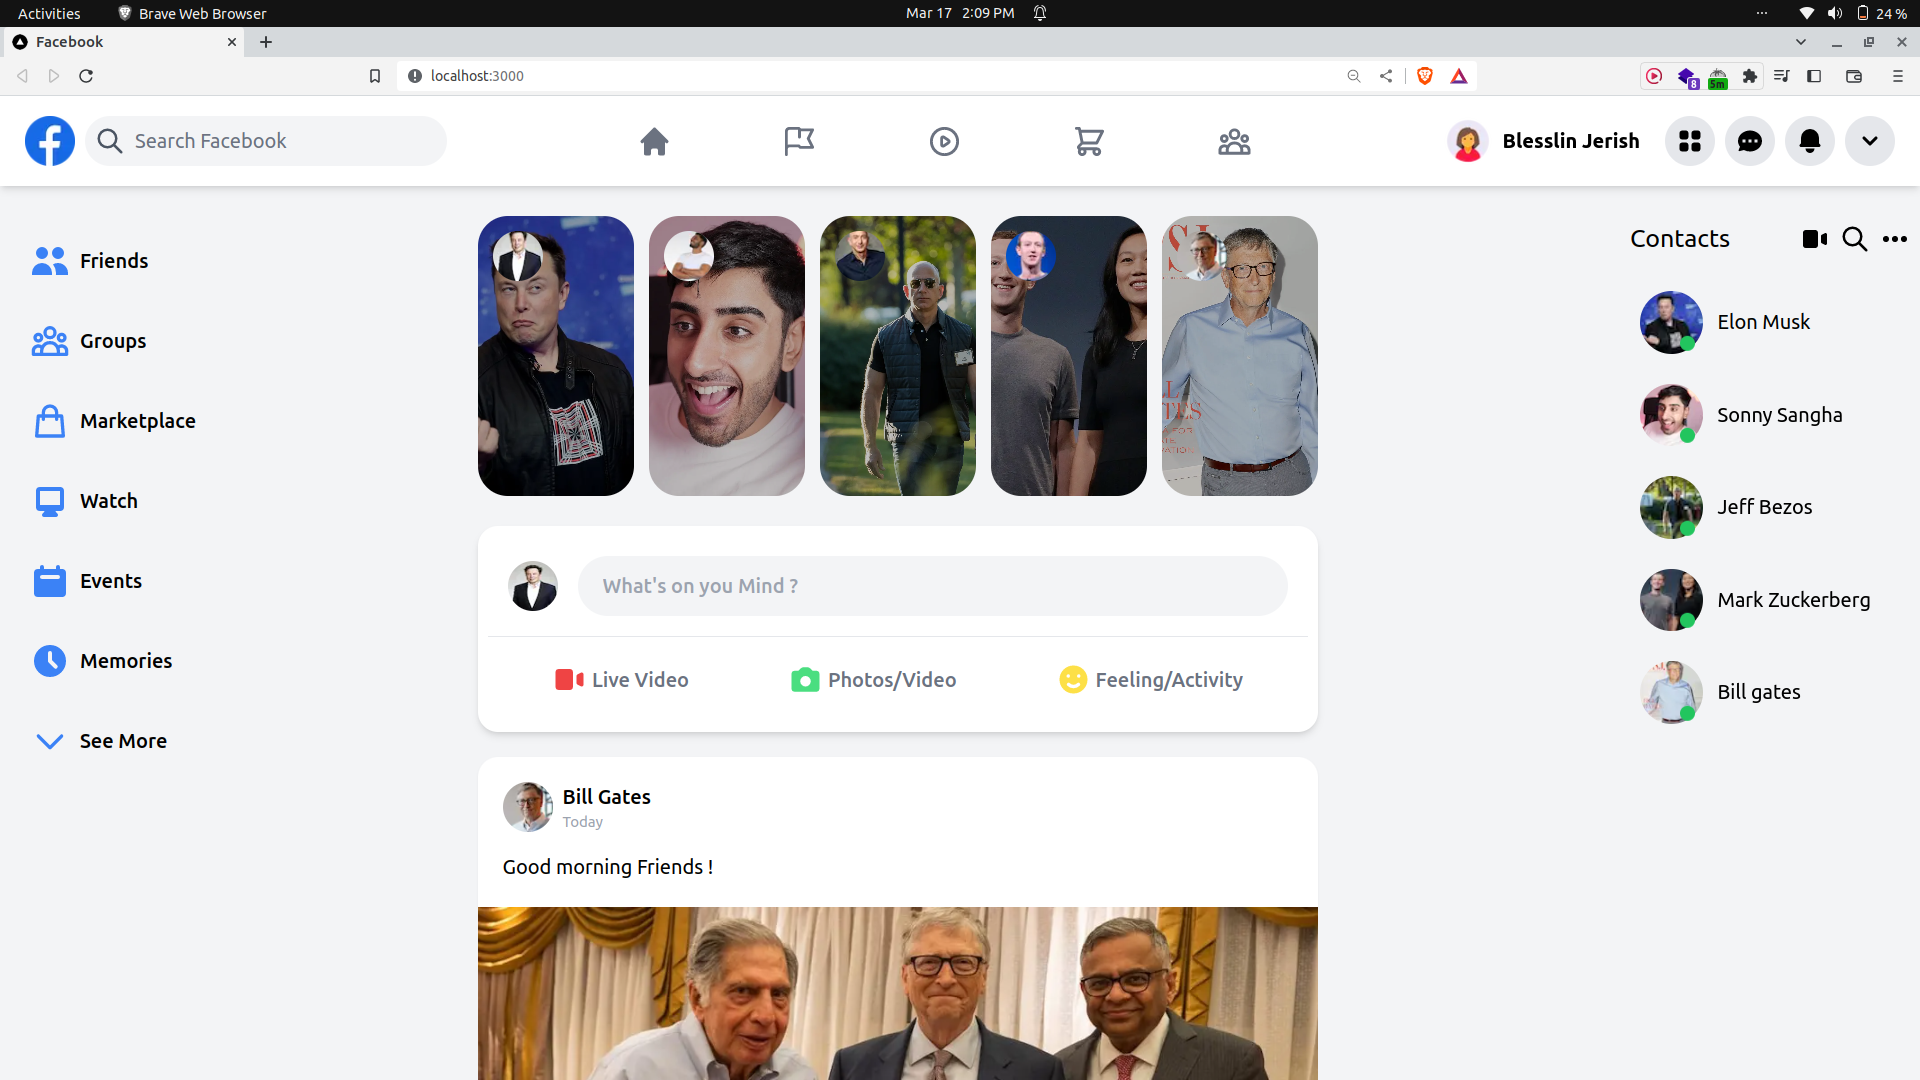 Activities
Brave Web Browser
Mar 17 2:09 PM
24 %
Facebook
localhost:3000
8
5m
Search Facebook
Blesslin Jerish
Friends
Groups
Marketplace
Watch
Events
Memories
See More
What's on you Mind ?
Live Video
Photos/Video
Feeling/Activity
Bill Gates
Today
Good morning Friends !
Contacts
Elon Musk
Sonny Sangha
Jeff Bezos
Mark Zuckerberg
Bill gates